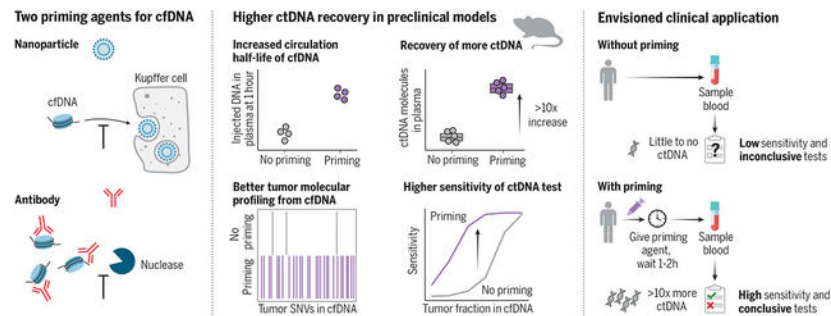 Two priming agents for cfDNA
Nanoparticle
Kupffer cell
cfDNA
Antibody
Nuclease
Higher ctDNA recovery in preclinical models
Increased circulation
half-life of cfDNA
Injected DNA in
plasma at 1 hour
No priming
Priming
Recovery of more ctDNA
ctDNA molecules
in plasma
>10x
increase
No priming
Priming
Better tumor molecular
profiling from cfDNA
No
priming
Priming
Tumor SNVs in cfDNA
Higher sensitivity of ctDNA test
Sensitivity
Priming
No priming
Tumor fraction in cfDNA
Envisioned clinical application
Without priming
Sample
blood
Little to no
ctDNA
?
Low sensitivity and
inconclusive tests
With priming
Give priming
agent,
wait 1-2h
Sample
blood
>10x more
ctDNA
High sensitivity and
conclusive tests